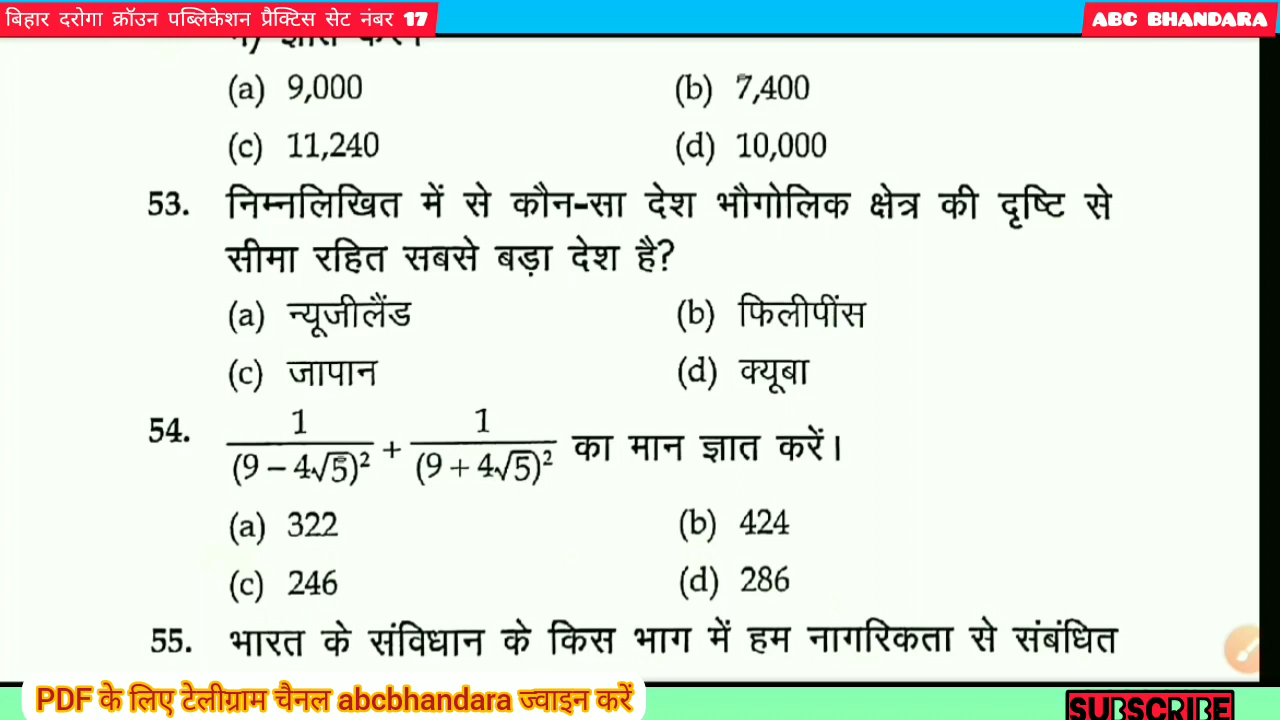 बिहार दरोगा क्रॉउन पब्लिकेशन प्रैक्टिस सेट नंबर 17
ABC BHANDARA
(a) 9,000 (b) 7,400
(c) 11,240 (d) 10,000
53. निम्नलिखित में से कौन-सा देश भौगोलिक क्षेत्र की दृष्टि से
सीमा रहित सबसे बड़ा देश है?
(a) न्यूजीलैंड (b) फिलीपींस
(c) जापान (d) क्यूबा
54. 1/(9 – 4√5)² + 1/(9 + 4√5)² का मान ज्ञात करें।
(a) 322 (b) 424
(c) 246 (d) 286
55. भारत के संविधान के किस भाग में हम नागरिकता से संबंधित
PDF के लिए टेलीग्राम चैनल abcbhandara ज्वाइन करें
SUBSCRIBE